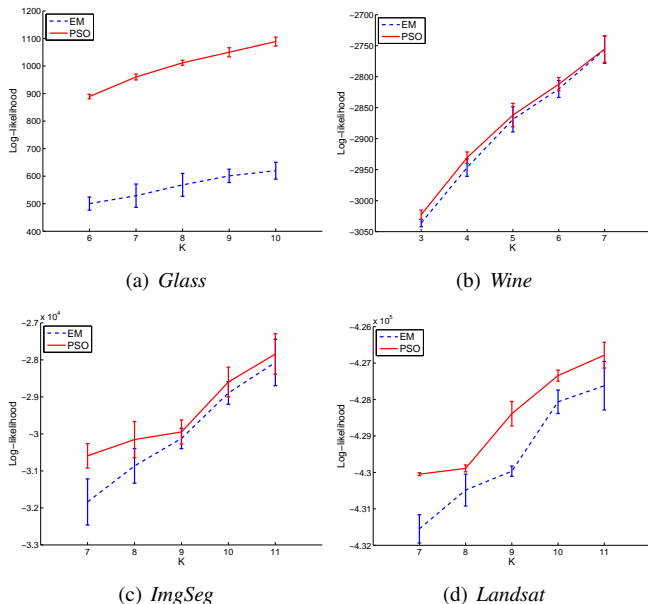 1200
1100
1000
900
800
700
600
500
400
Log−likelihood
6 7 8 9 10
K
EM
PSO
(a) Glass
−2700
−2750
−2800
−2850
−2900
−2950
−3000
−3050
Log−likelihood
3 4 5 6 7
K
EM
PSO
(b) Wine
x 10^4
−2.7
−2.8
−2.9
−3
−3.1
−3.2
−3.3
Log−likelihood
7 8 9 10 11
K
EM
PSO
(c) ImgSeg
x 10^5
−4.26
−4.27
−4.28
−4.29
−4.3
−4.31
−4.32
Log−likelihood
7 8 9 10 11
K
EM
PSO
(d) Landsat